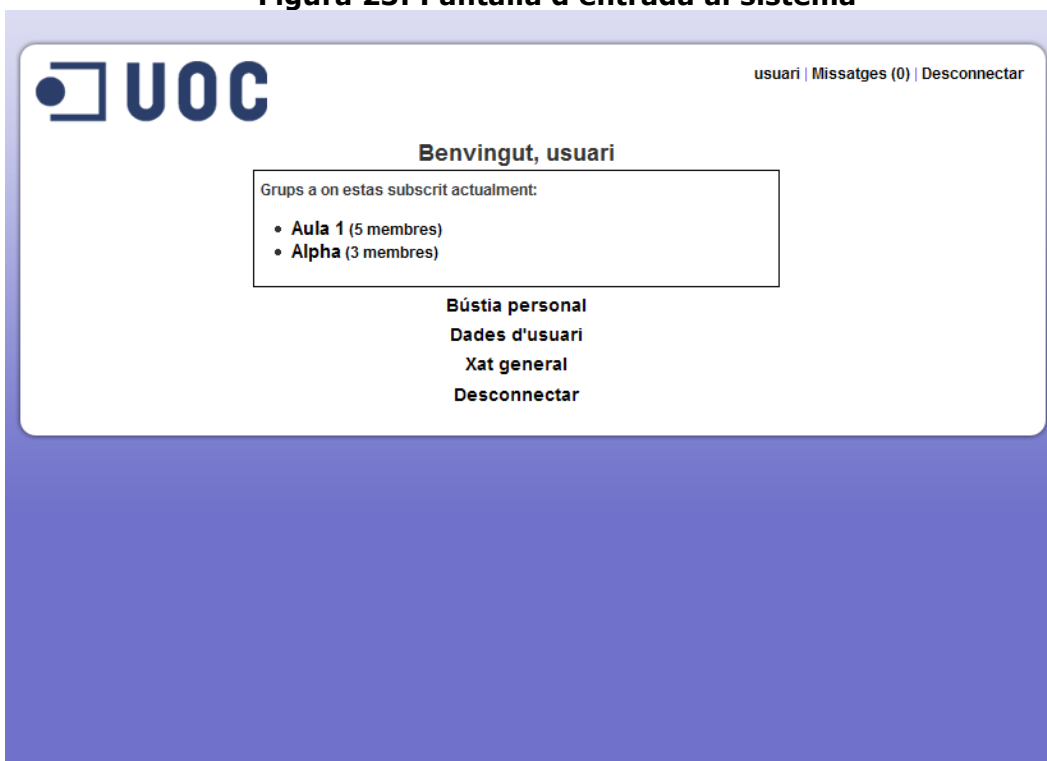 Figura 25. Pantalla d'entrada al sistema
UOC
usuari | Missatges (0) | Desconnectar
Benvingut, usuari
Grups a on estas subscrit actualment:
• Aula 1 (5 membres)
• Alpha (3 membres)
Bústia personal
Dades d'usuari
Xat general
Desconnectar